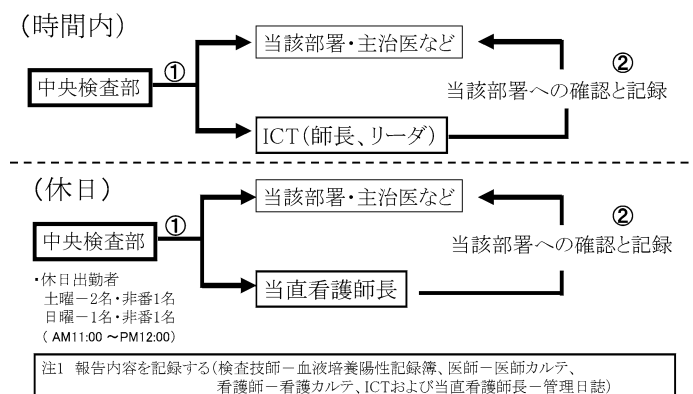 (時間内)
①
当該部署・主治医など
②
中央検査部
当該部署への確認と記録
ICT(師長、リーダ)
(休日)
①
当該部署・主治医など
②
中央検査部
当該部署への確認と記録
・休日出勤者
土曜－2名・非番1名
日曜－1名・非番1名
( AM11:00 ～PM12:00)
当直看護師長
注1 報告内容を記録する(検査技師－血液培養陽性記録簿、医師－医師カルテ、
看護師－看護カルテ、ICTおよび当直看護師長－管理日誌)